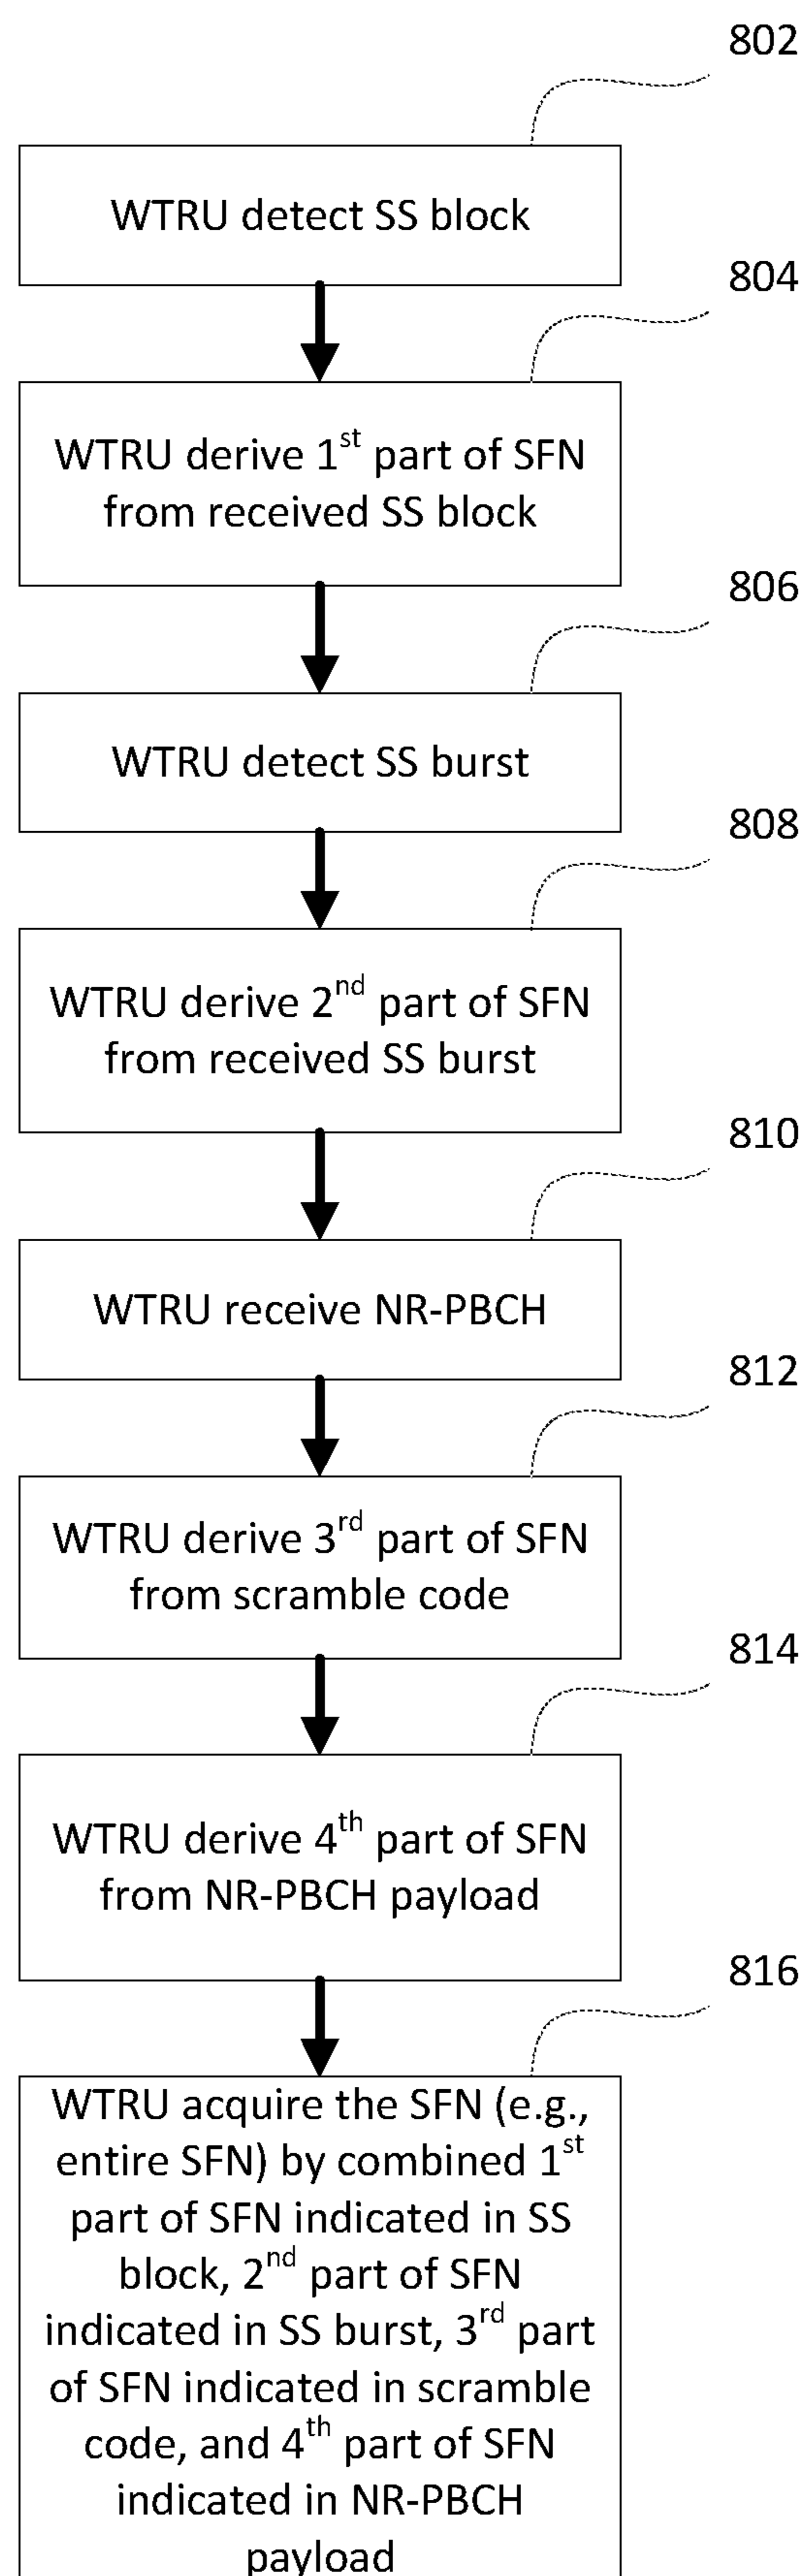 802
WTRU detect SS block
804
WTRU derive 1st part of SFN
from received SS block
806
WTRU detect SS burst
808
WTRU derive 2nd part of SFN
from received SS burst
810
WTRU receive NR-PBCH
812
WTRU derive 3rd part of SFN
from scramble code
814
WTRU derive 4th part of SFN
from NR-PBCH payload
816
WTRU acquire the SFN (e.g.,
entire SFN) by combined 1st
part of SFN indicated in SS
block, 2nd part of SFN
indicated in SS burst, 3rd part
of SFN indicated in scramble
code, and 4th part of SFN
indicated in NR-PBCH
payload